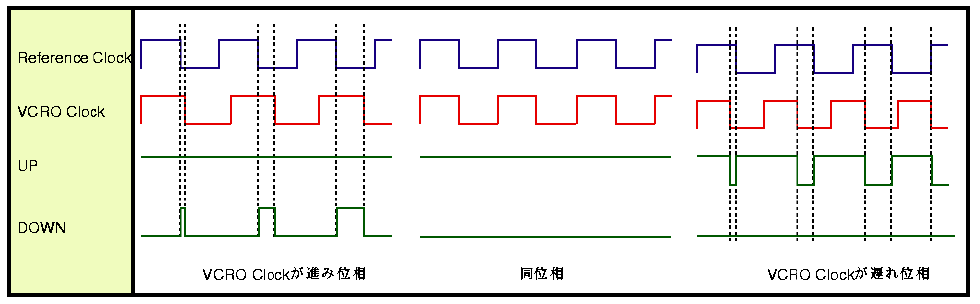 Reference Clock
VCRO Clock
UP
DOWN
VCRO Clockが進み位相
同位相
VCRO Clockが遅れ位相